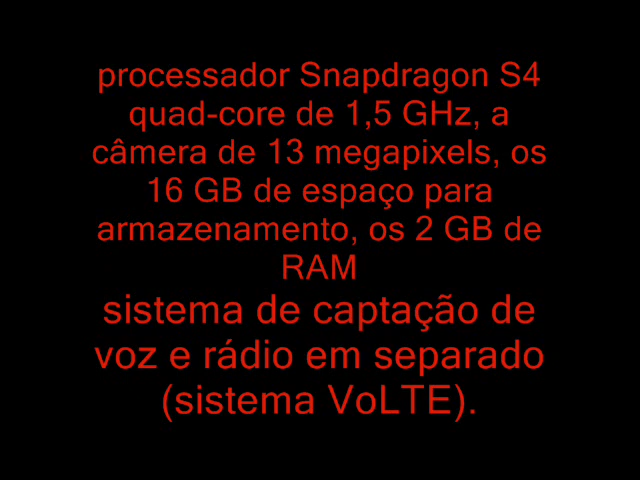 processador Snapdragon S4
quad-core de 1,5 GHz, a
câmera de 13 megapixels, os
16 GB de espaço para
armazenamento, os 2 GB de
RAM
sistema de captação de
voz e rádio em separado
(sistema VoLTE).